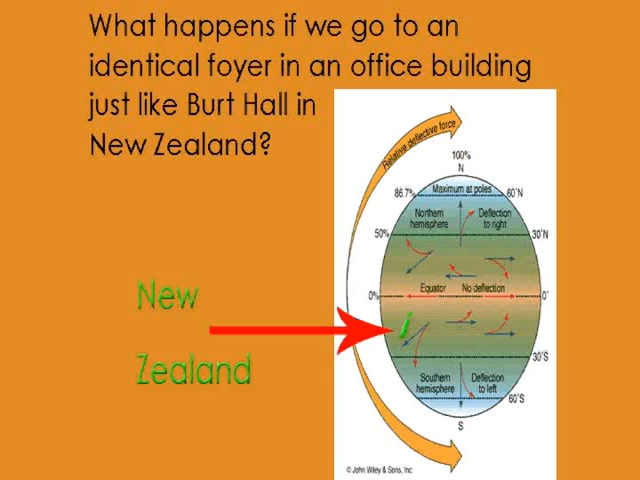 What happens if we go to an
identical foyer in an office building
just like Burt Hall in
New Zealand?
Relative deflective force
100%
N
86.7%
Maximum at poles
60°N
Northern
hemisphere
Deflection
to right
50%
30°N
0%
Equator
No deflection
0°
New
Zealand
30°S
Southern
hemisphere
Deflection
to left
60°S
S
© John Wiley & Sons, Inc.